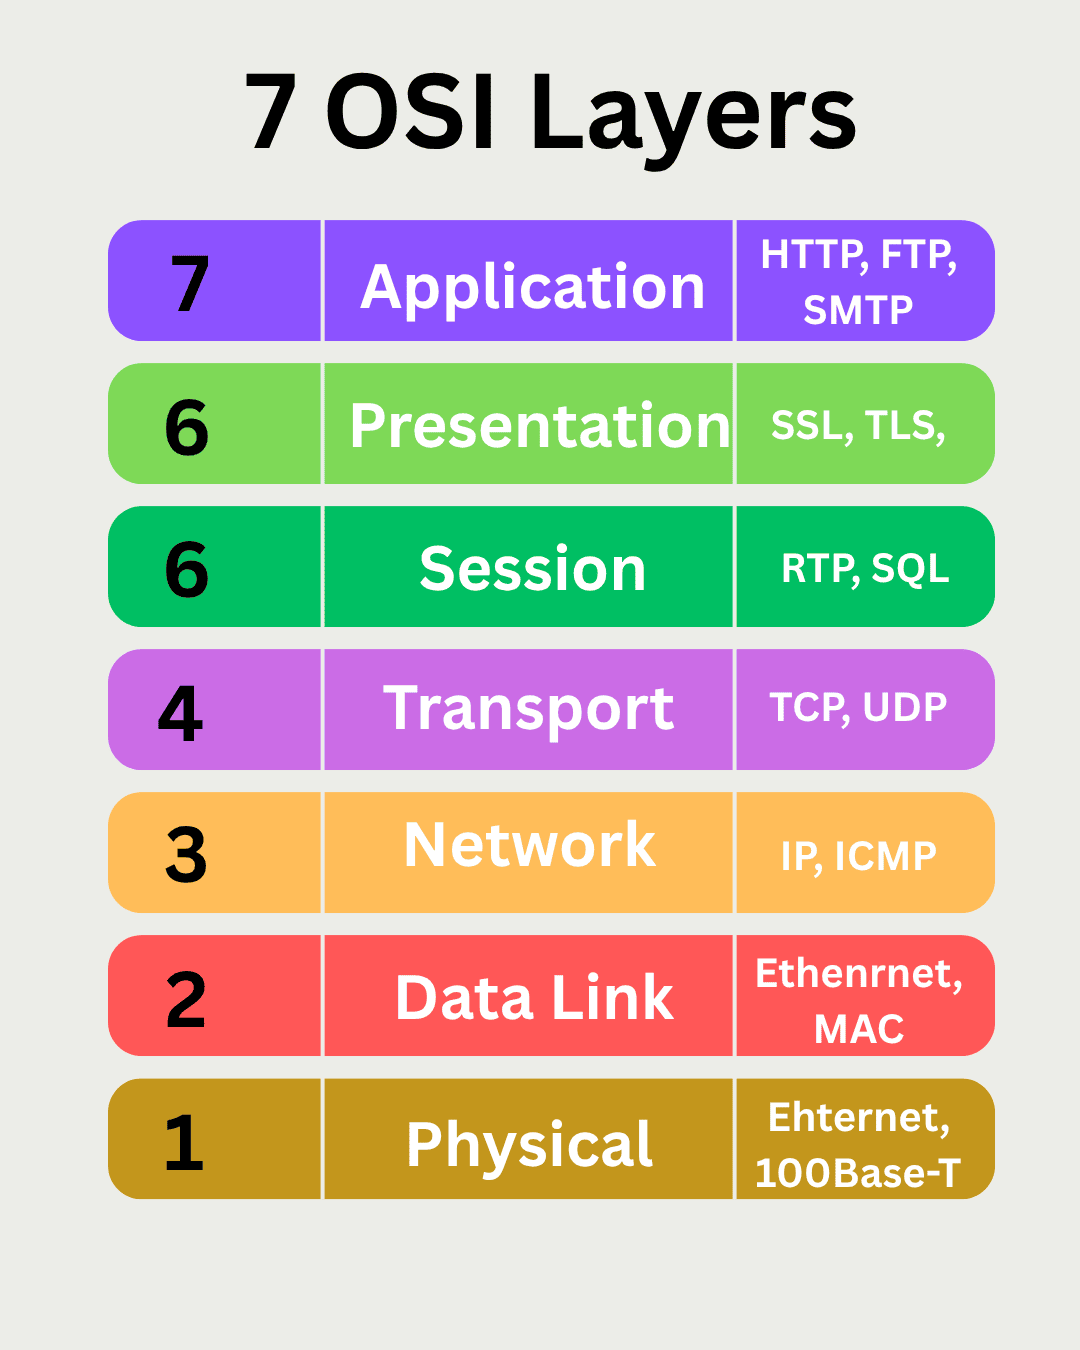 7 OSI Layers
7 Application HTTP, FTP,
SMTP
6 Presentation SSL, TLS,
6 Session RTP, SQL
4 Transport TCP, UDP
3 Network IP, ICMP
2 Data Link Ethenrnet,
MAC
1 Physical Ehternet,
100Base-T